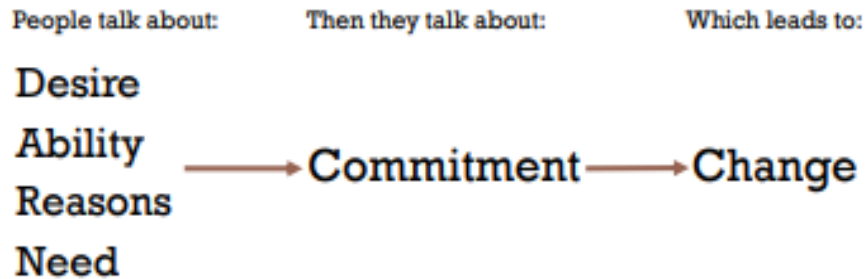 People talk about:
Then they talk about:
Which leads to:
Desire
Ability
Reasons
Need
Commitment
Change